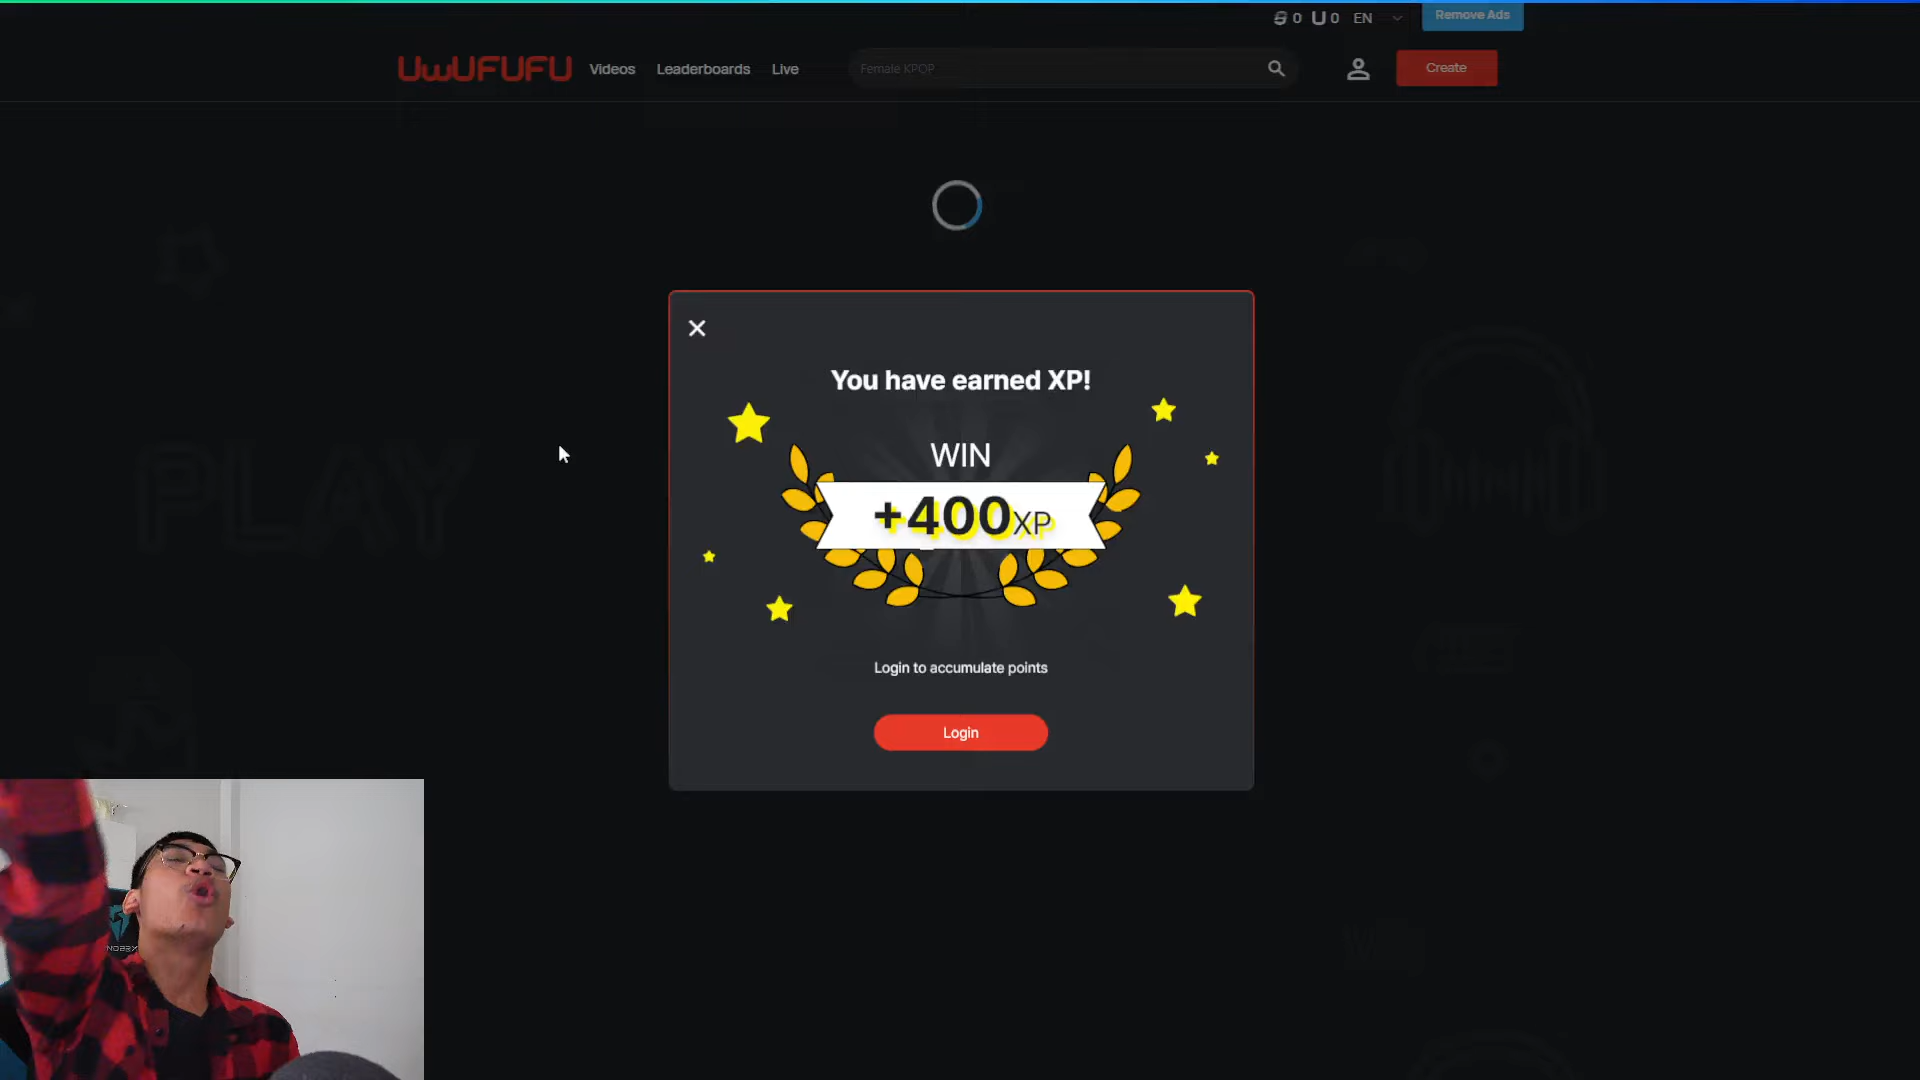 0 0 EN Remove Ads
UwUFUFU Videos Leaderboards Live Female KPOP Create
PLAY
You have earned XP!
WIN
+400XP
Login to accumulate points
Login